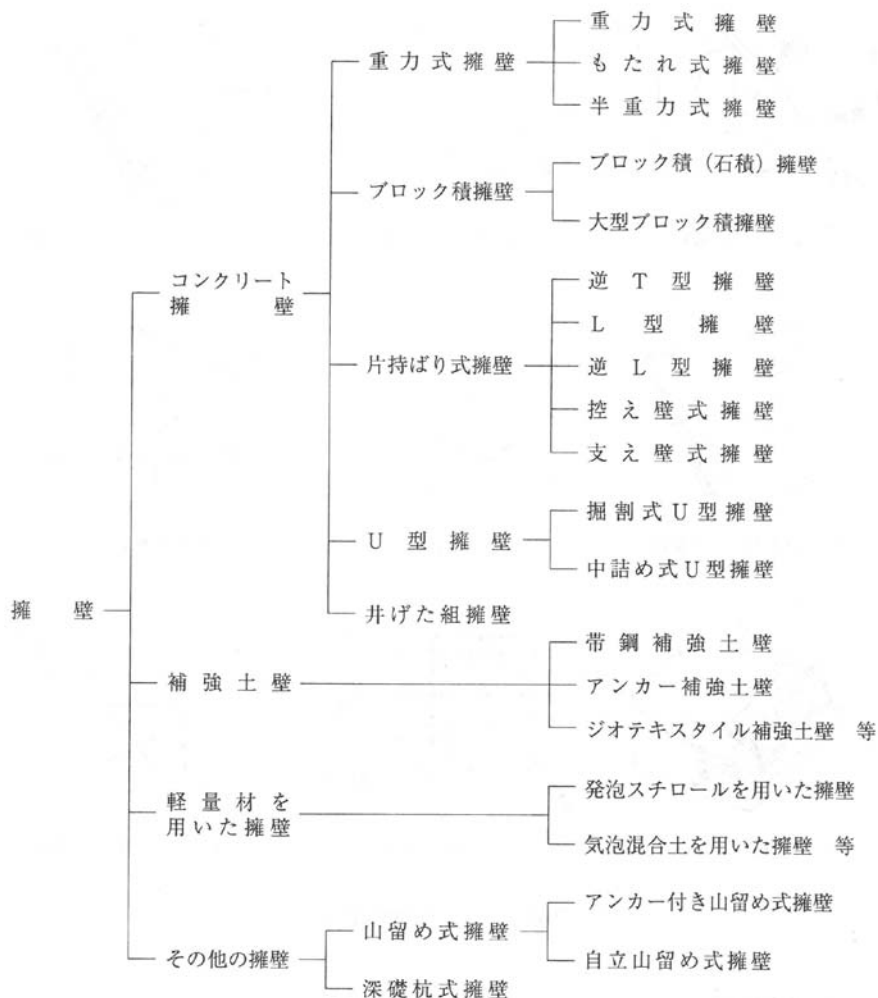 擁壁
コンクリート
擁壁
重力式擁壁
重力式擁壁
もたれ式擁壁
半重力式擁壁
ブロック積擁壁
ブロック積（石積）擁壁
大型ブロック積擁壁
片持ばり式擁壁
逆T型擁壁
L型擁壁
逆L型擁壁
控え壁式擁壁
支え壁式擁壁
U型擁壁
掘割式U型擁壁
中詰め式U型擁壁
井げた組擁壁
補強土壁
帯鋼補強土壁
アンカー補強土壁
ジオテキスタイル補強土壁 等
軽量材を
用いた擁壁
発泡スチロールを用いた擁壁
気泡混合土を用いた擁壁 等
その他の擁壁
山留め式擁壁
アンカー付き山留め式擁壁
自立山留め式擁壁
深礎杭式擁壁